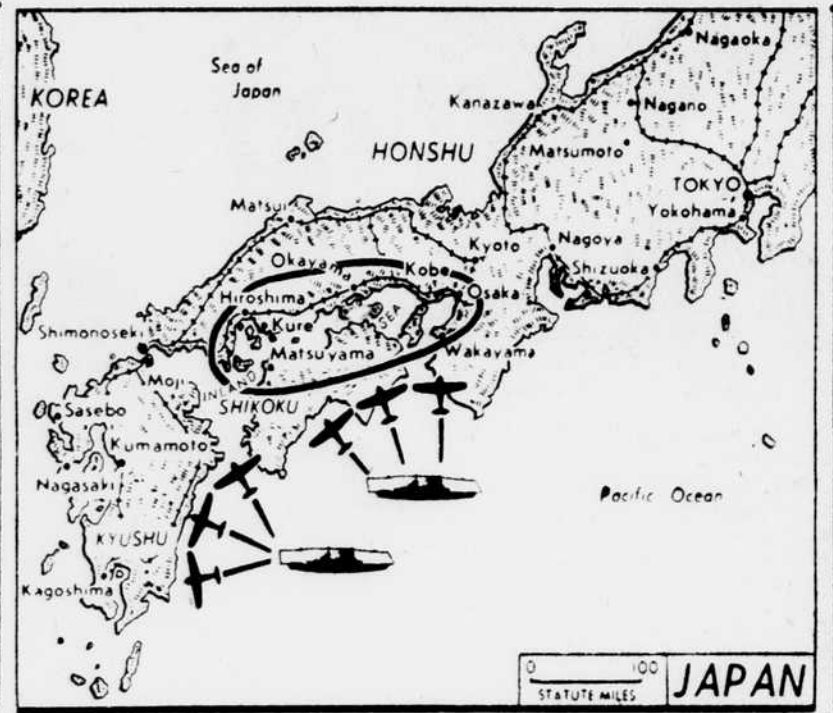 KOREA
Sea of
Japan
Nagaoka
Kanazawa
Nagano
HONSHU
Matsumoto
TOKYO
Yokohama
Matsui
Kyoto
Nagoya
Okayama
Kobe
Shizuoka
Hiroshima
Osaka
SEA
Kure
Shimonoseki
Matsuyama
Wakayama
Moji
INLAND
SHIKOKU
Sasebo
Kumamoto
Nagasaki
Pacific Ocean
KYUSHU
Kagoshima
0 100
STATUTE MILES
JAPAN